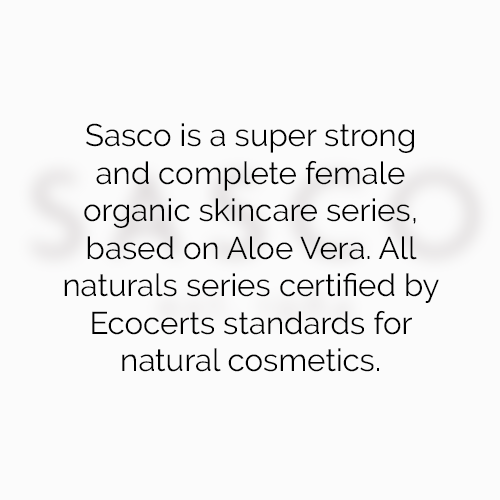 Sasco is a super strong
and complete female
organic skincare series,
based on Aloe Vera. All
naturals series certified by
Ecocerts standards for
natural cosmetics.